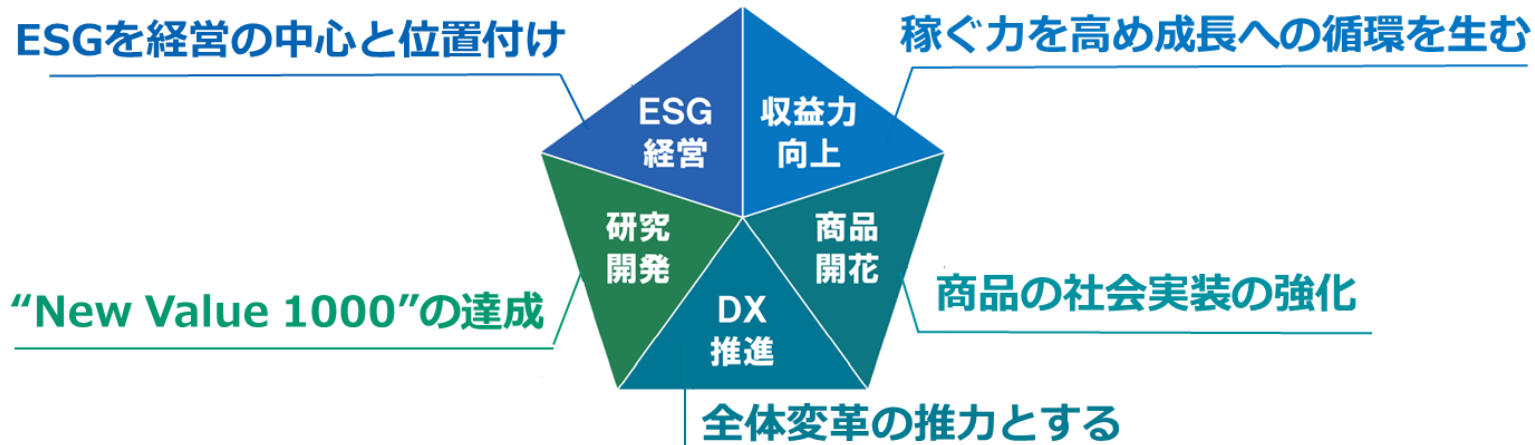 ESGを経営の中心と位置付け
稼ぐ力を高め成長への循環を生む
ESG
経営
収益力
向上
研究
開発
商品
開花
DX
推進
“New Value 1000”の達成
商品の社会実装の強化
全体変革の推力とする